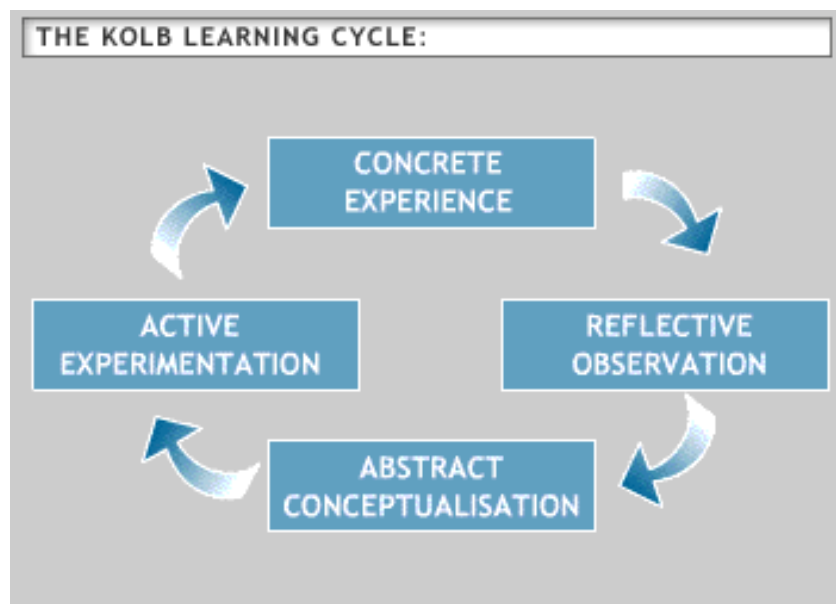 THE KOLB LEARNING CYCLE:
CONCRETE
EXPERIENCE
ACTIVE
EXPERIMENTATION
REFLECTIVE
OBSERVATION
ABSTRACT
CONCEPTUALISATION